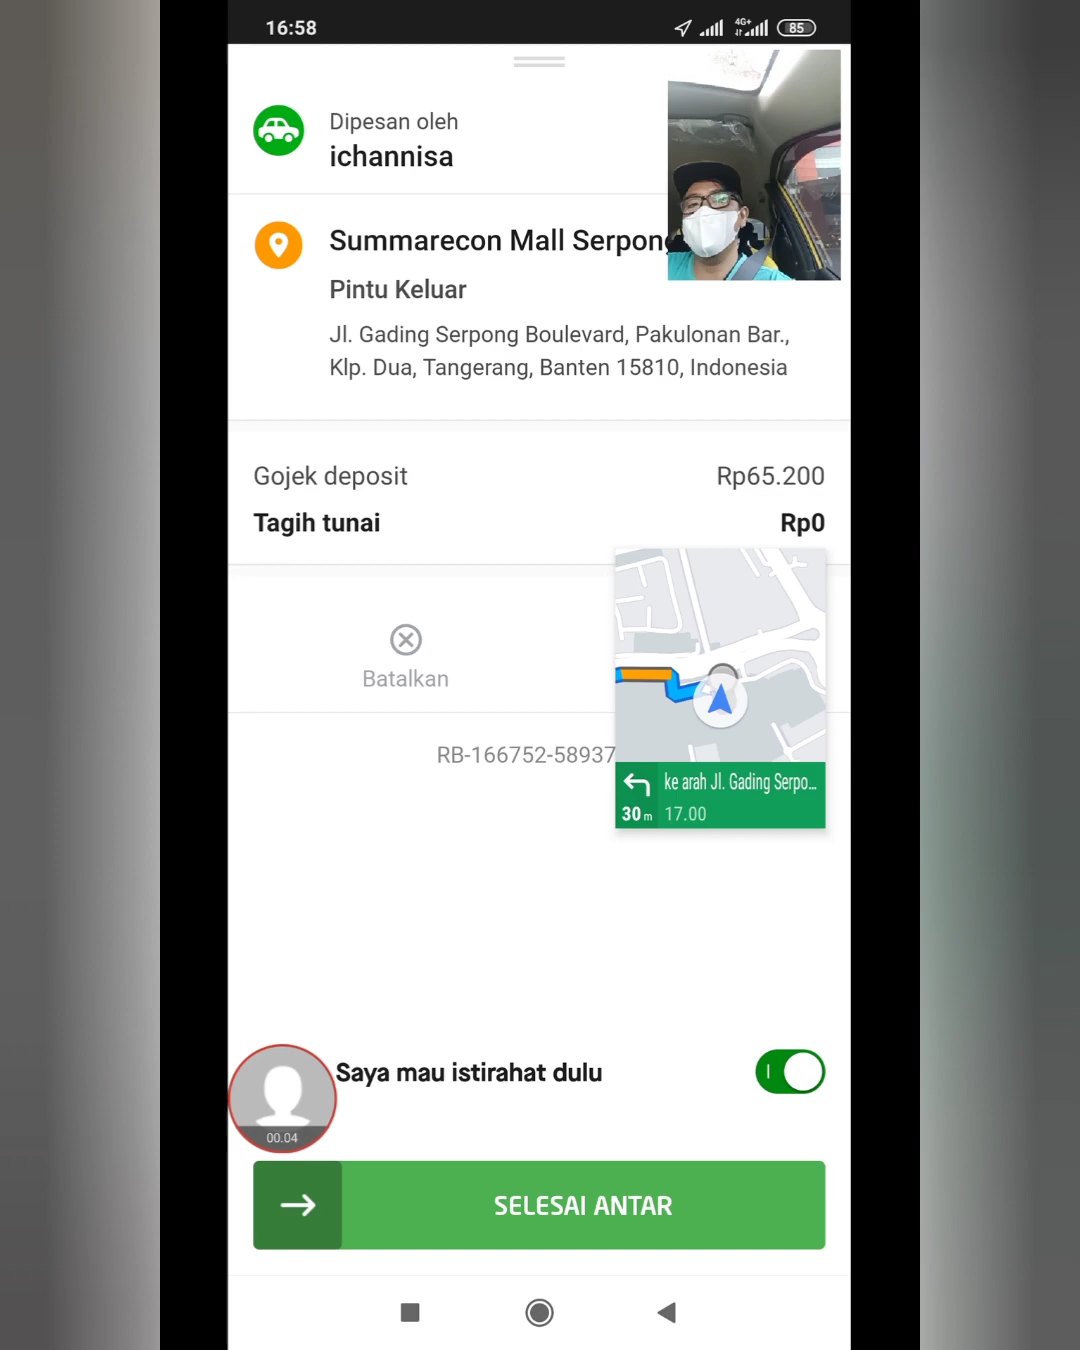 16:58
4G+
85
Dipesan oleh
ichannisa
Summarecon Mall Serpong
Pintu Keluar
Jl. Gading Serpong Boulevard, Pakulonan Bar.,
Klp. Dua, Tangerang, Banten 15810, Indonesia
Gojek deposit Rp65.200
Tagih tunai Rp0
Batalkan
RB-166752-58937
ke arah Jl. Gading Serpo...
30 m 17.00
Saya mau istirahat dulu
00.04
SELESAI ANTAR